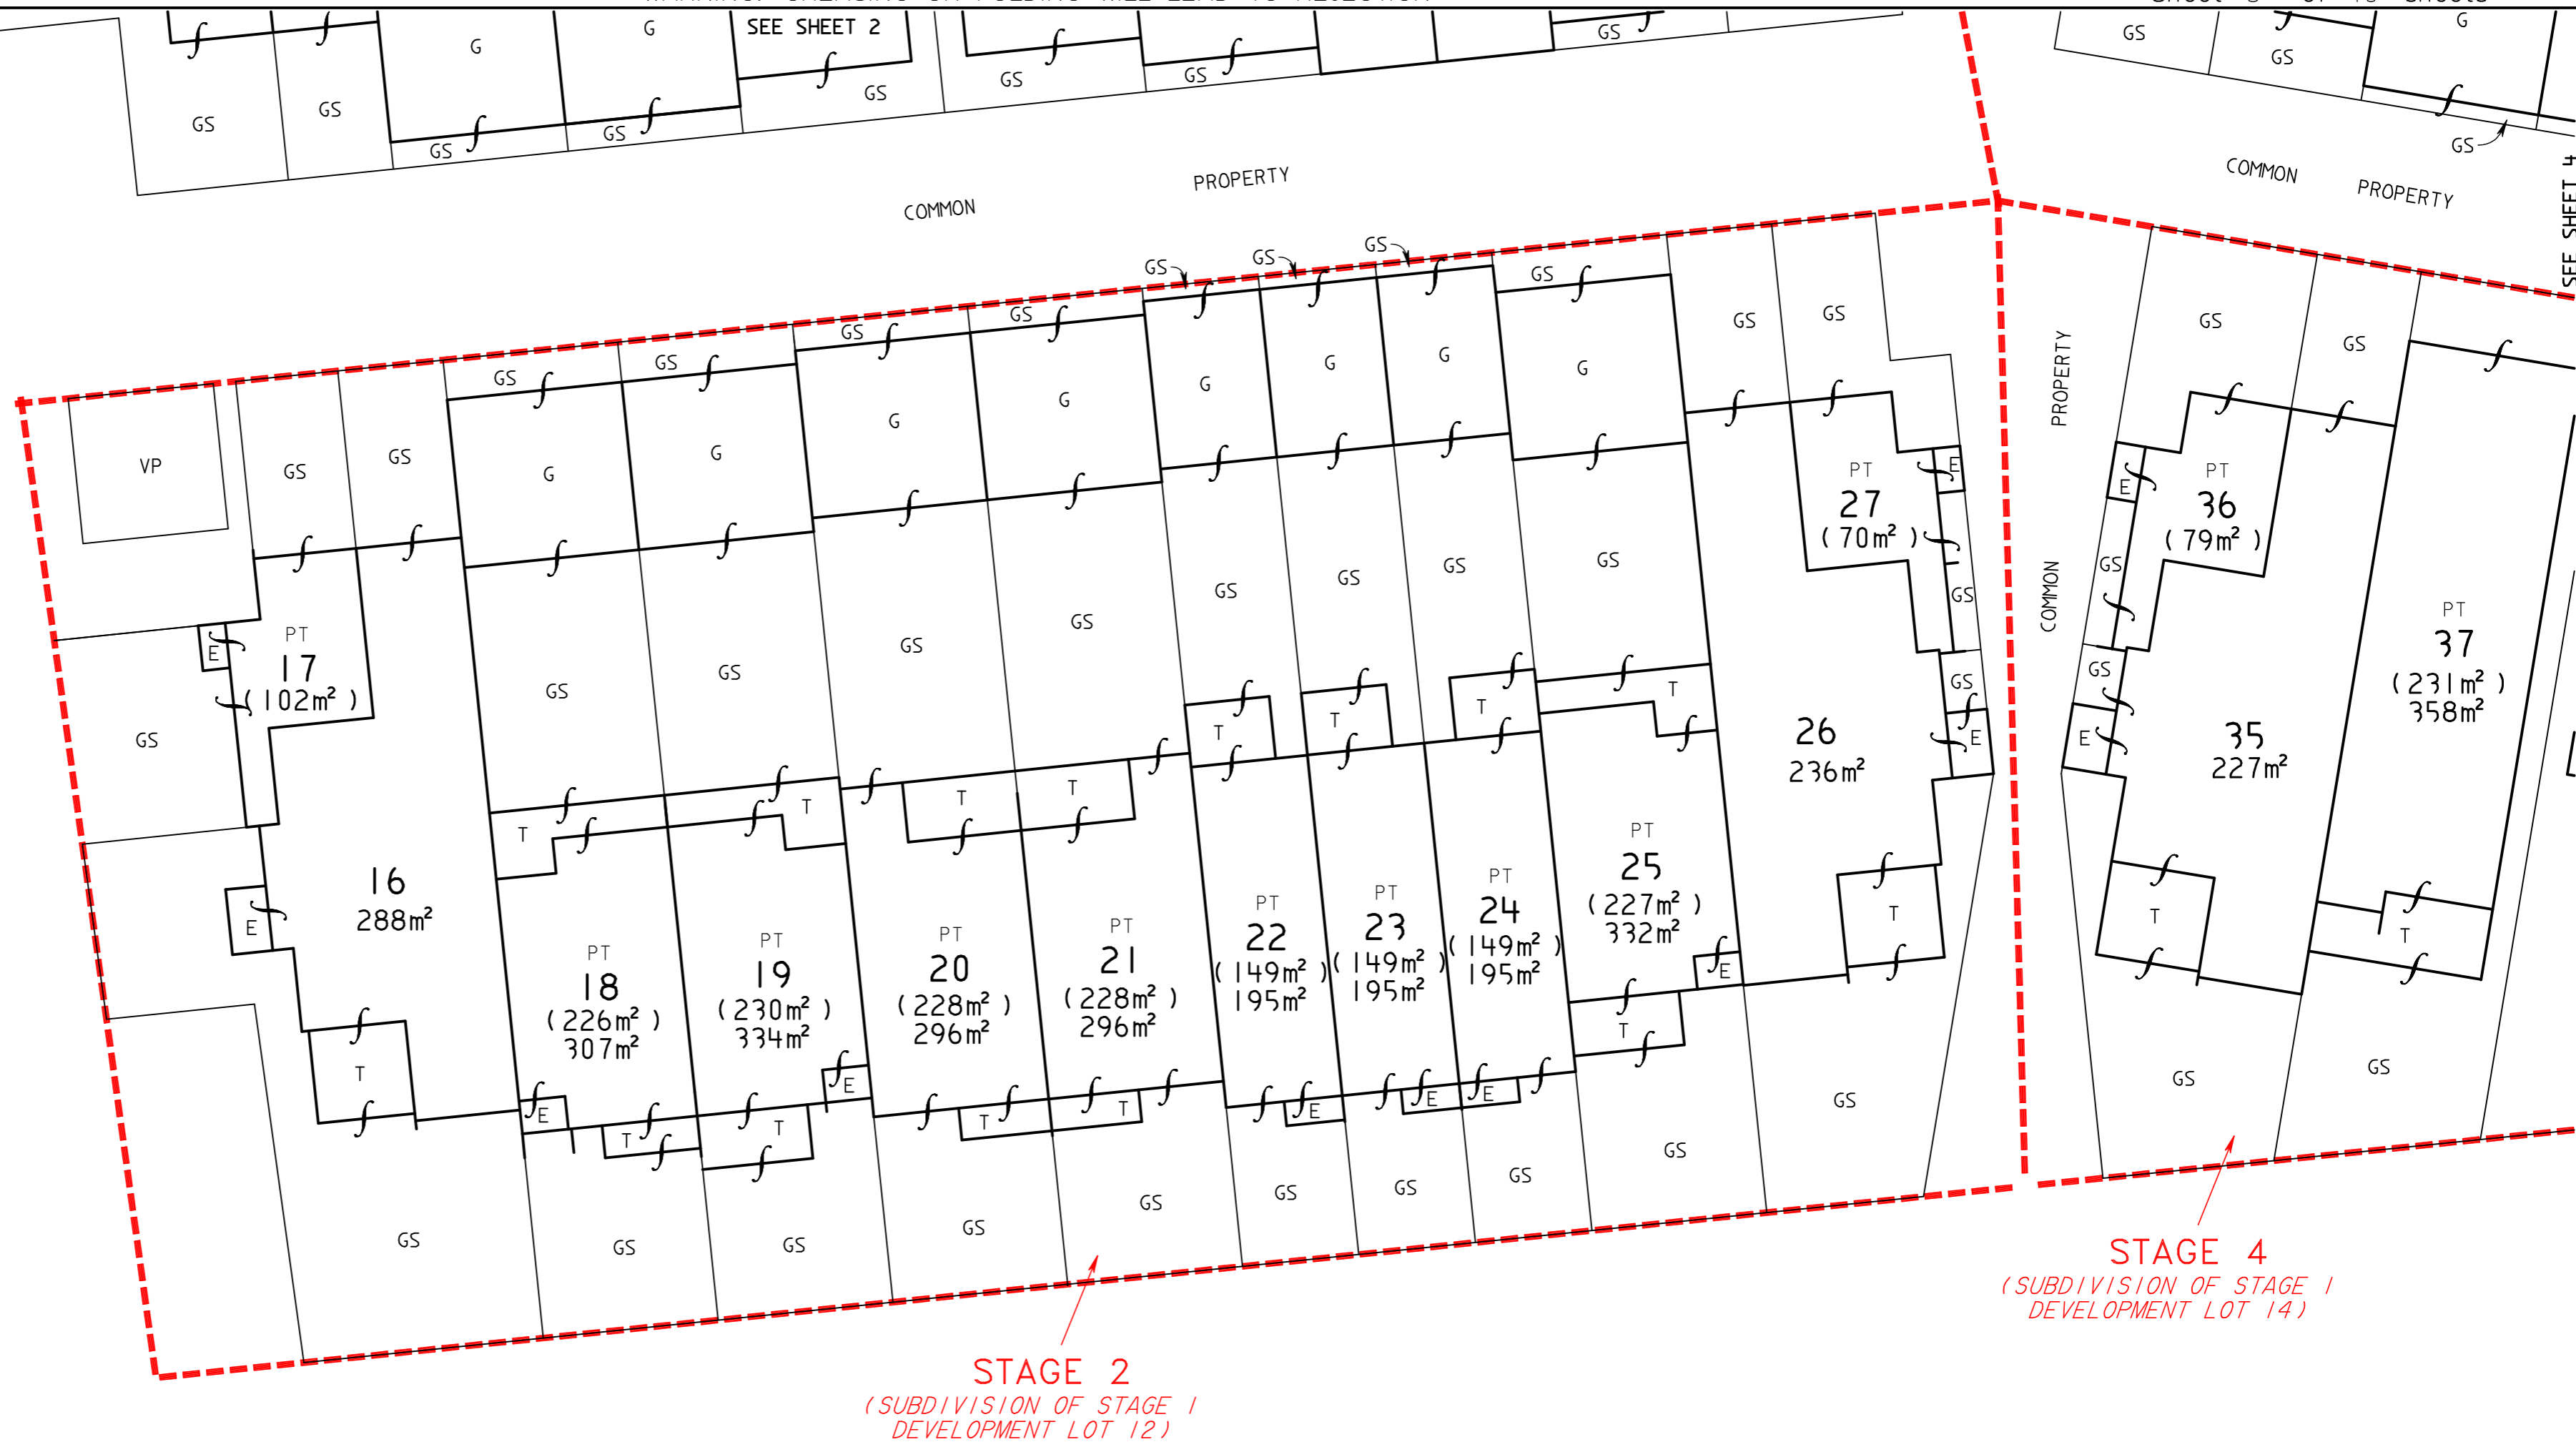 SEE SHEET 2
G
G
GS
GS
GS
GS
GS
GS
GS
GS
GS
GS
G
GS
SEE SHEET 4
COMMON PROPERTY
COMMON PROPERTY
GS
GS
GS
GS
GS
GS
GS
GS
VP
GS
GS
G
G
G
G
G
G
G
G
GS
GS
GS
GS
COMMON PROPERTY
PT
17
(102m²)
E
GS
GS
GS
GS
GS
GS
GS
GS
GS
PT
27
(70m²)
E
GS
GS
E
PT
36
(79m²)
E
GS
GS
E
T
T
T
T
T
T
T
T
26
236m²
35
227m²
PT
37
(231m²)
358m²
16
288m²
E
T
PT
18
(226m²)
307m²
PT
19
(230m²)
334m²
PT
20
(228m²)
296m²
PT
21
(228m²)
296m²
PT
22
(149m²)
195m²
PT
23
(149m²)
195m²
PT
24
(149m²)
195m²
PT
25
(227m²)
332m²
E
T
T
T
T
E
T
T
E
T
T
E
E
E
GS
GS
GS
GS
GS
GS
GS
GS
GS
GS
GS
GS
STAGE 2
(SUBDIVISION OF STAGE 1
DEVELOPMENT LOT 12)
STAGE 4
(SUBDIVISION OF STAGE 1
DEVELOPMENT LOT 14)